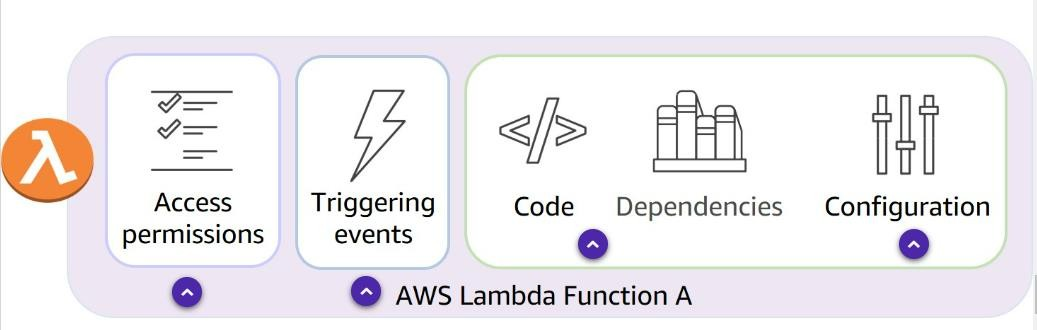 Access
permissions
Triggering
events
Code
Dependencies
Configuration
AWS Lambda Function A